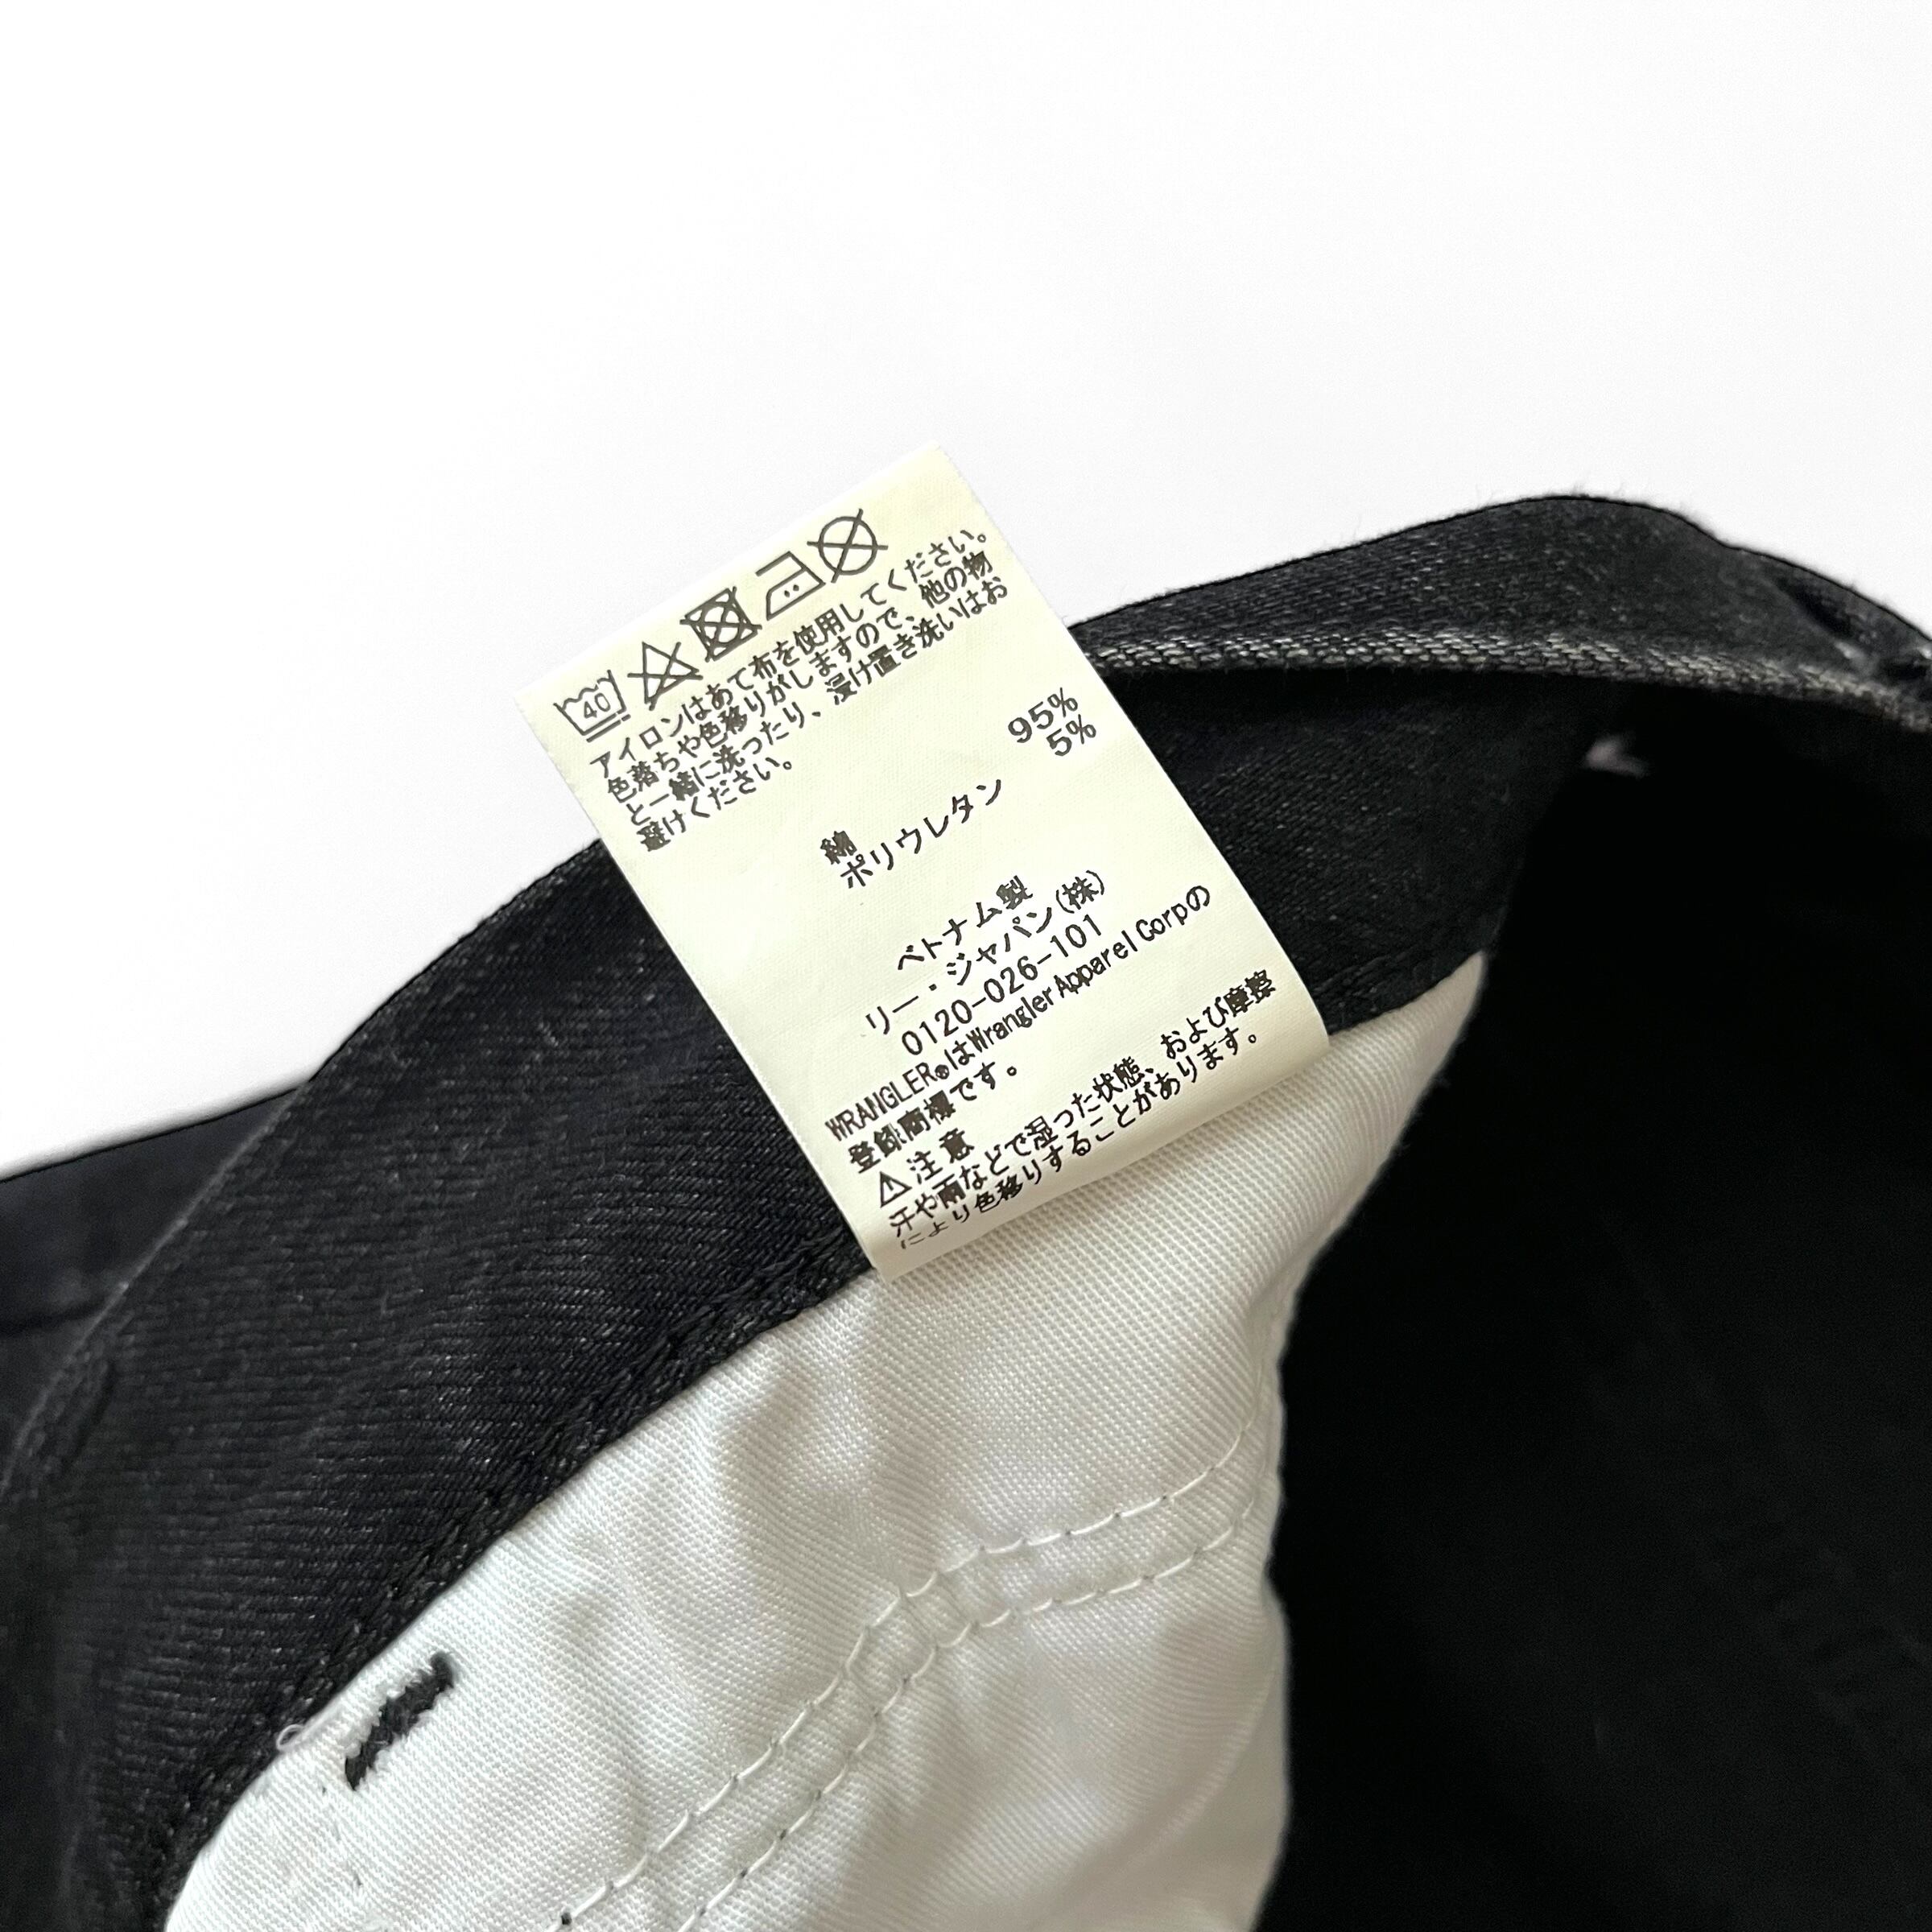 40
アイロンはあて布を使用してください。
色落ちや色移りがしますので、他の物
と一緒に洗ったり、浸け置き洗いはお
避けください。
綿 95%
ポリウレタン 5%
ベトナム製
リー・ジャパン(株)
0120-026-101
WRANGLER®はWrangler Apparel Corpの
登録商標です。
⚠注意
汗や雨などで湿った状態、および摩擦
により色移りすることがあります。